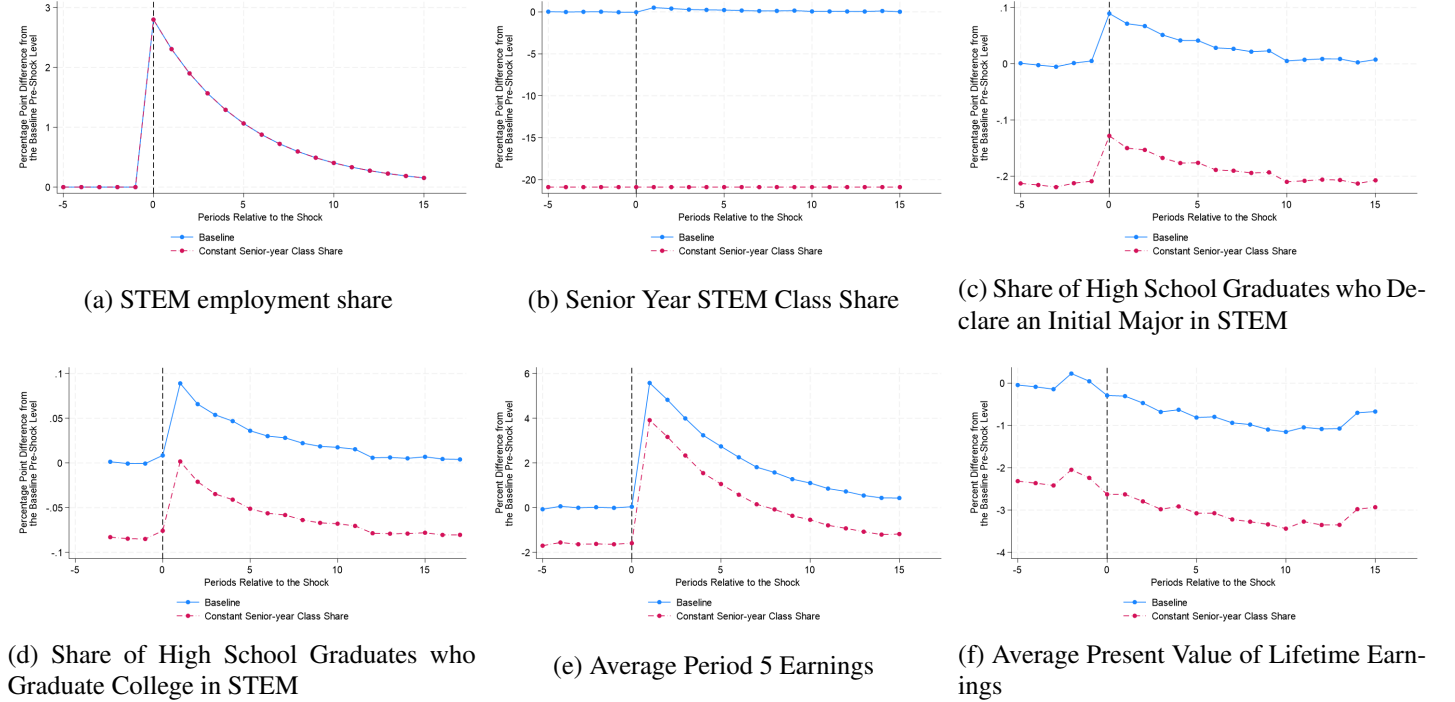 3
2
1
0
-5
0
5
10
15
Percentage Point Difference from
the Baseline Pre-Shock Level
Periods Relative to the Shock
Baseline
Constant Senior-year Class Share
(a) STEM employment share
0
-5
-10
-15
-20
-5
0
5
10
15
Percentage Point Difference from
the Baseline Pre-Shock Level
Periods Relative to the Shock
Baseline
Constant Senior-year Class Share
(b) Senior Year STEM Class Share
.1
0
-.1
-.2
-5
0
5
10
15
Percentage Point Difference from
the Baseline Pre-Shock Level
Periods Relative to the Shock
Baseline
Constant Senior-year Class Share
(c) Share of High School Graduates who De-
clare an Initial Major in STEM
.1
.05
0
-.05
-.1
-5
0
5
10
15
Percentage Point Difference from
the Baseline Pre-Shock Level
Periods Relative to the Shock
Baseline
Constant Senior-year Class Share
(d) Share of High School Graduates who
Graduate College in STEM
6
4
2
0
-2
-5
0
5
10
15
Percent Difference from
the Baseline Pre-Shock Level
Periods Relative to the Shock
Baseline
Constant Senior-year Class Share
(e) Average Period 5 Earnings
0
-1
-2
-3
-4
-5
0
5
10
15
Percent Difference from
the Baseline Pre-Shock Level
Periods Relative to the Shock
Baseline
Constant Senior-year Class Share
(f) Average Present Value of Lifetime Earn-
ings